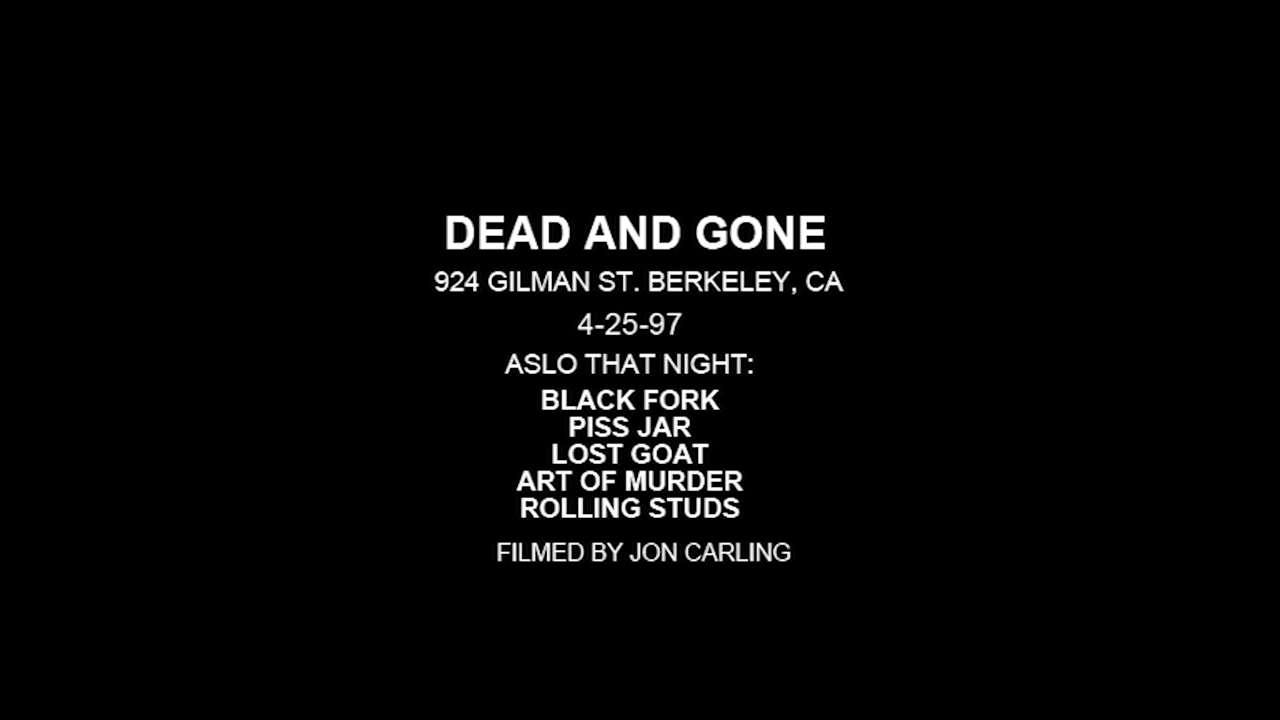 DEAD AND GONE
924 GILMAN ST. BERKELEY, CA
4-25-97
ASLO THAT NIGHT:
BLACK FORK
PISS JAR
LOST GOAT
ART OF MURDER
ROLLING STUDS
FILMED BY JON CARLING